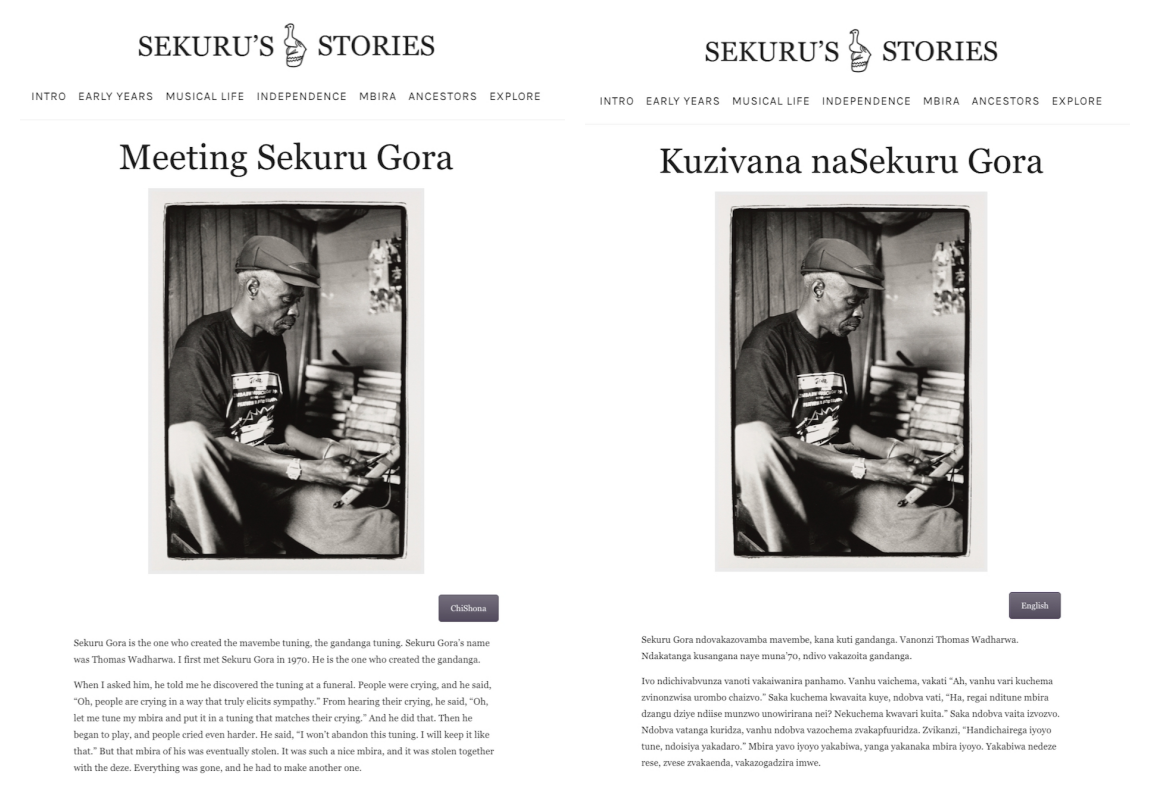 SEKURU'S STORIES
INTRO EARLY YEARS MUSICAL LIFE INDEPENDENCE MBIRA ANCESTORS EXPLORE
Meeting Sekuru Gora
ChiShona
Sekuru Gora is the one who created the mavembe tuning, the gandanga tuning. Sekuru Gora's name
was Thomas Wadharwa. I first met Sekuru Gora in 1970. He is the one who created the gandanga.
When I asked him, he told me he discovered the tuning at a funeral. People were crying, and he said,
“Oh, people are crying in a way that truly elicits sympathy.” From hearing their crying, he said, “Oh,
let me tune my mbira and put it in a tuning that matches their crying.” And he did that. Then he
began to play, and people cried even harder. He said, “I won't abandon this tuning. I will keep it like
that.” But that mbira of his was eventually stolen. It was such a nice mbira, and it was stolen together
with the deze. Everything was gone, and he had to make another one.
SEKURU'S STORIES
INTRO EARLY YEARS MUSICAL LIFE INDEPENDENCE MBIRA ANCESTORS EXPLORE
Kuzivana naSekuru Gora
English
Sekuru Gora ndovakazovamba mavembe, kana kuti gandanga. Vanonzi Thomas Wadharwa.
Ndakatanga kusangana naye muna'70, ndivo vakazoita gandanga.
Ivo ndichivabvunza vanoti vakaiwanira panhamo. Vanhu vaichema, vakati “Ah, vanhu vari kuchema
zvinonzwisa urombo chaizvo.” Saka kuchema kwavaita kuye, ndobva vati, “Ha, regai nditune mbira
dzangu dziye ndiise munzwo unowirirana nei? Nekuchema kwavari kuita.” Saka ndobva vaita izvozvo.
Ndobva vatanga kuridza, vanhu ndobva vazochema zvakapfuuridza. Zvikanzi, “Handichairega iyoyo
tune, ndoisiya yakadaro.” Mbira yavo iyoyo yakabiwa, yanga yakanaka mbira iyoyo. Yakabiwa nedeze
rese, zvese zvakaenda, vakazogadzira imwe.